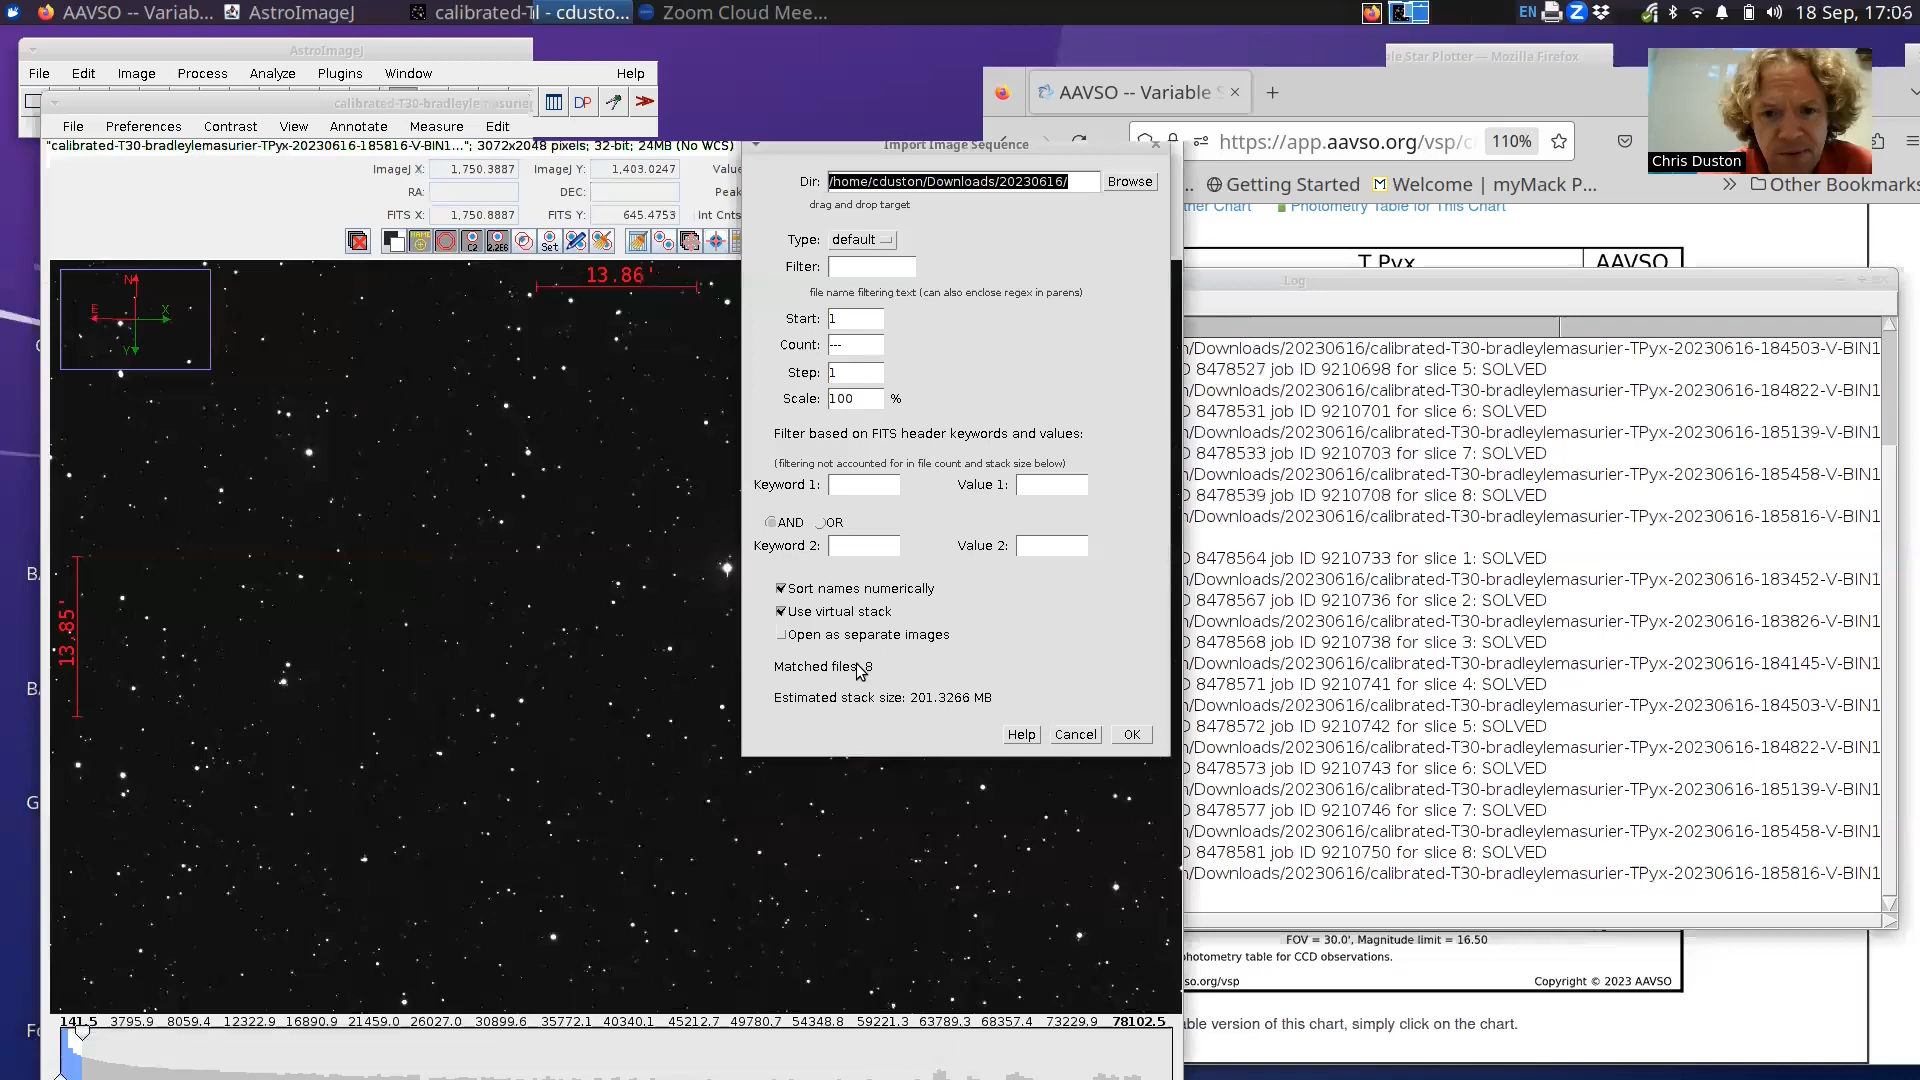 AAVSO -- Variab... AstroImageJ calibrated-T - cdusto... Zoom Cloud Mee... EN 18 Sep, 17:06
AstroImageJ
File Edit Image Process Analyze Plugins Window Help
DP
calibrated-T30-bradleyle
File Preferences Contrast View Annotate Measure Edit
"calibrated-T30-bradleylemasurier-TPyx-20230616-185816-V-BIN1..."; 3072x2048 pixels; 32-bit; 24MB (No WCS)
ImageJ X: 1,750.3887 ImageJ Y: 1,403.0247 Value
RA: DEC: Peak
FITS X: 1,750.8887 FITS Y: 645.4753 Int Cnts
NAME C2 2.2E6 Set
13.86'
N
E X
Y
13.85'
141.5 3795.9 8059.4 12322.9 16890.9 21459.0 26027.0 30899.6 35772.1 40340.1 45212.7 49780.7 54348.8 59221.3 63789.3 68357.4 73229.9 78102.5
Import Image Sequence
Dir: /home/cduston/Downloads/20230616/ Browse
drag and drop target
Type: default
Filter:
file name filtering text (can also enclose regex in parens)
Start: 1
Count: ---
Step: 1
Scale: 100 %
Filter based on FITS header keywords and values:
(filtering not accounted for in file count and stack size below)
Keyword 1: Value 1:
AND OR
Keyword 2: Value 2:
Sort names numerically
Use virtual stack
Open as separate images
Matched files: 8
Estimated stack size: 201.3266 MB
Help Cancel OK
le Star Plotter — Mozilla Firefox
AAVSO -- Variable S
https://app.aavso.org/vsp/c 110%
Getting Started Welcome | myMack P... Other Bookmarks
Chris Duston
ther Chart Photometry Table for This Chart
T Pyx AAVSO
Log
n/Downloads/20230616/calibrated-T30-bradleylemasurier-TPyx-20230616-184503-V-BIN1
D 8478527 job ID 9210698 for slice 5: SOLVED
n/Downloads/20230616/calibrated-T30-bradleylemasurier-TPyx-20230616-184822-V-BIN1
D 8478531 job ID 9210701 for slice 6: SOLVED
n/Downloads/20230616/calibrated-T30-bradleylemasurier-TPyx-20230616-185139-V-BIN1
D 8478533 job ID 9210703 for slice 7: SOLVED
n/Downloads/20230616/calibrated-T30-bradleylemasurier-TPyx-20230616-185458-V-BIN1
D 8478539 job ID 9210708 for slice 8: SOLVED
n/Downloads/20230616/calibrated-T30-bradleylemasurier-TPyx-20230616-185816-V-BIN1
D 8478564 job ID 9210733 for slice 1: SOLVED
n/Downloads/20230616/calibrated-T30-bradleylemasurier-TPyx-20230616-183452-V-BIN1
D 8478567 job ID 9210736 for slice 2: SOLVED
n/Downloads/20230616/calibrated-T30-bradleylemasurier-TPyx-20230616-183826-V-BIN1
D 8478568 job ID 9210738 for slice 3: SOLVED
n/Downloads/20230616/calibrated-T30-bradleylemasurier-TPyx-20230616-184145-V-BIN1
D 8478571 job ID 9210741 for slice 4: SOLVED
n/Downloads/20230616/calibrated-T30-bradleylemasurier-TPyx-20230616-184503-V-BIN1
D 8478572 job ID 9210742 for slice 5: SOLVED
n/Downloads/20230616/calibrated-T30-bradleylemasurier-TPyx-20230616-184822-V-BIN1
D 8478573 job ID 9210743 for slice 6: SOLVED
n/Downloads/20230616/calibrated-T30-bradleylemasurier-TPyx-20230616-185139-V-BIN1
D 8478577 job ID 9210746 for slice 7: SOLVED
n/Downloads/20230616/calibrated-T30-bradleylemasurier-TPyx-20230616-185458-V-BIN1
D 8478581 job ID 9210750 for slice 8: SOLVED
n/Downloads/20230616/calibrated-T30-bradleylemasurier-TPyx-20230616-185816-V-BIN1
FOV = 30.0', Magnitude limit = 16.50
hotometry table for CCD observations.
so.org/vsp Copyright © 2023 AAVSO
able version of this chart, simply click on the chart.